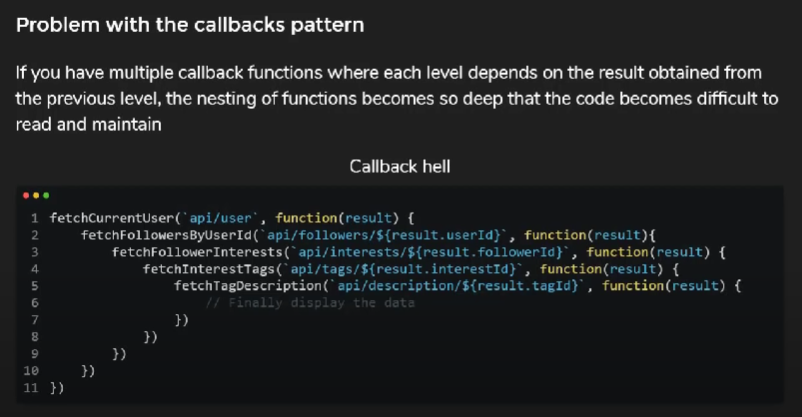 Problem with the callbacks pattern
If you have multiple callback functions where each level depends on the result obtained from
the previous level, the nesting of functions becomes so deep that the code becomes difficult to
read and maintain
Callback hell
1 fetchCurrentUser(`api/user`, function(result) {
2     fetchFollowersByUserId(`api/followers/${result.userId}`, function(result){
3         fetchFollowerInterests(`api/interests/${result.followerId}`, function(result) {
4             fetchInterestTags(`api/tags/${result.interestId}`, function(result) {
5                 fetchTagDescription(`api/description/${result.tagId}`, function(result) {
6                     // Finally display the data
7                 })
8             })
9         })
10     })
11 })